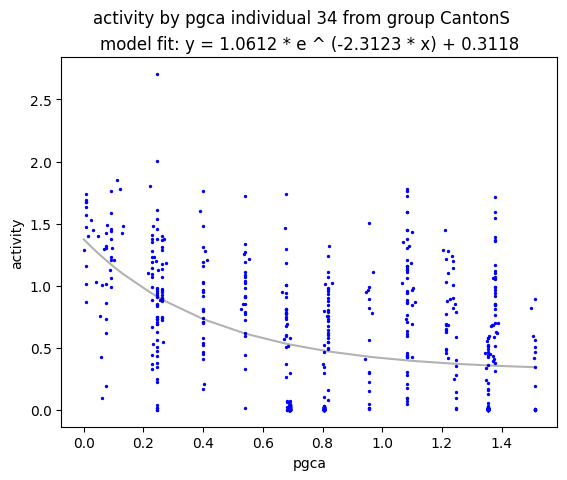 activity by pgca individual 34 from group CantonS
model fit: y = 1.0612 * e ^ (-2.3123 * x) + 0.3118
activity
2.5
2.0
1.5
1.0
0.5
0.0
0.0 0.2 0.4 0.6 0.8 1.0 1.2 1.4
pgca